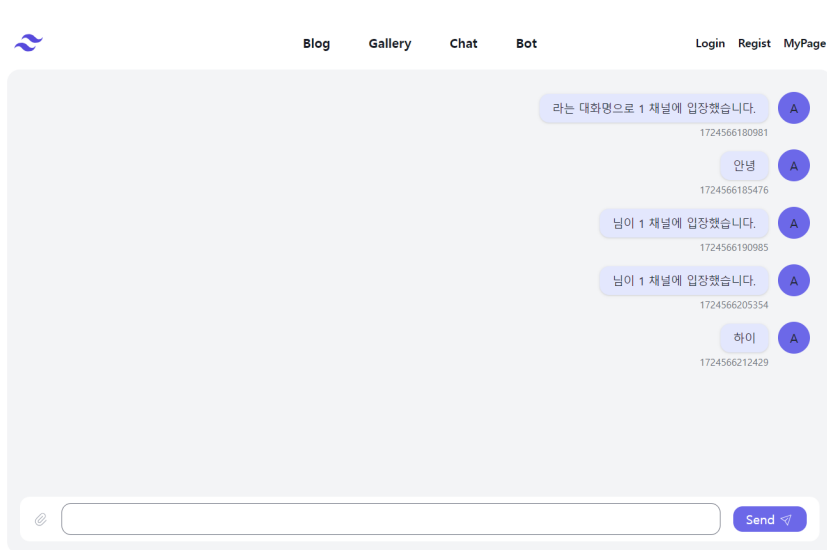 Blog Gallery Chat Bot Login Regist MyPage
라는 대화명으로 1 채널에 입장했습니다. A
1724566180981
안녕 A
1724566185476
님이 1 채널에 입장했습니다. A
1724566190985
님이 1 채널에 입장했습니다. A
1724566205354
하이 A
1724566212429
Send